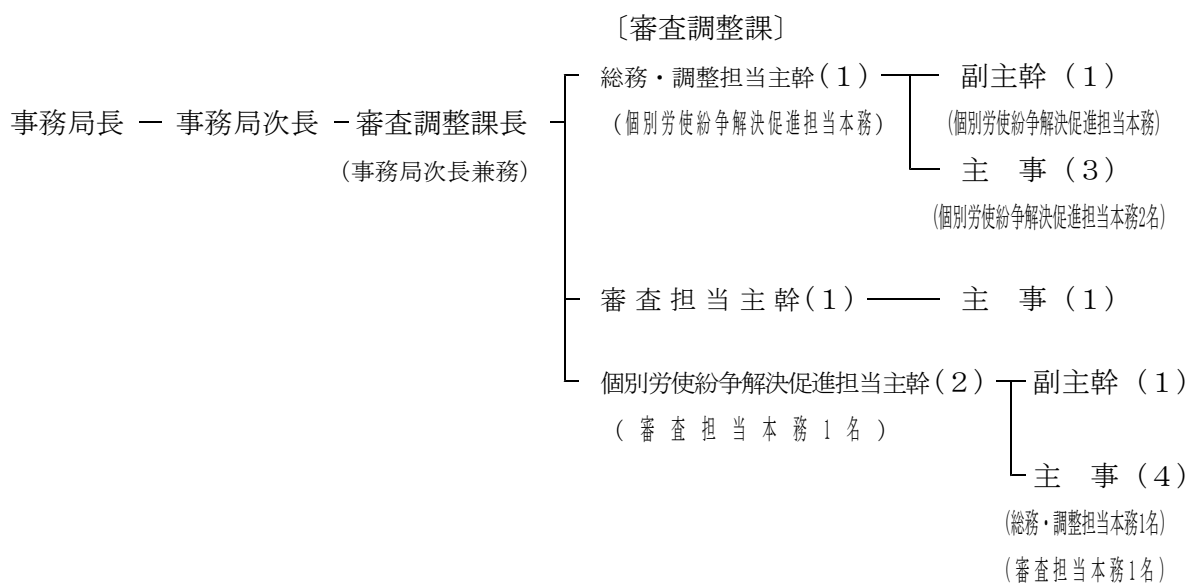 〔審査調整課〕
総務・調整担当主幹(1) 副主幹(1)
事務局長 ― 事務局次長 ― 審査調整課長 (個別労使紛争解決促進担当本務) (個別労使紛争解決促進担当本務)
(事務局次長兼務) 主 事(3)
(個別労使紛争解決促進担当本務2名)
審査担当主幹(1) 主 事(1)
個別労使紛争解決促進担当主幹(2) 副主幹(1)
(審査担当本務1名)
主 事(4)
(総務・調整担当本務1名)
(審査担当本務1名)